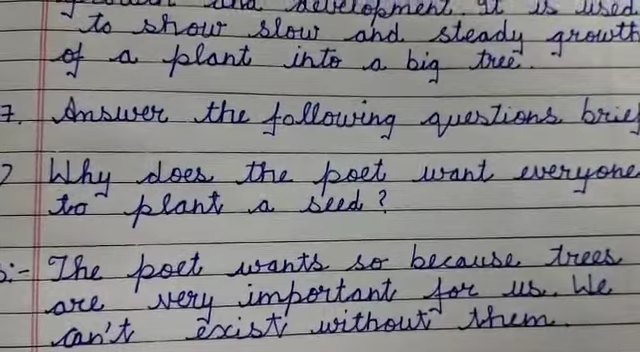 and development. It is used
to show slow and steady growth
of a plant into a big tree.
7. Answer the following questions brief
Why does the poet want everyone
to plant a seed?
s:- The poet wants so because trees
are very important for us. We
can't exist without them.